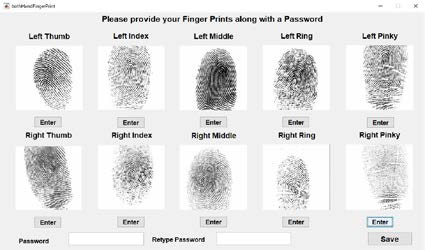 bothHandFingerPrint
Please provide your Finger Prints along with a Password
Left Thumb Left Index Left Middle Left Ring Left Pinky
Enter Enter Enter Enter Enter
Right Thumb Right Index Right Middle Right Ring Right Pinky
Enter Enter Enter Enter Enter
Password Retype Password Save